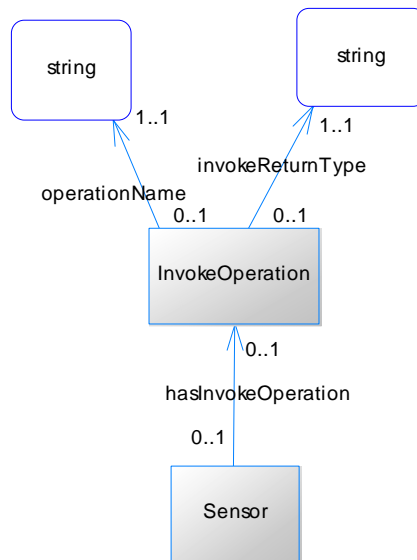 string
string
1..1
1..1
invokeReturnType
operationName
0..1
0..1
InvokeOperation
0..1
hasInvokeOperation
0..1
Sensor